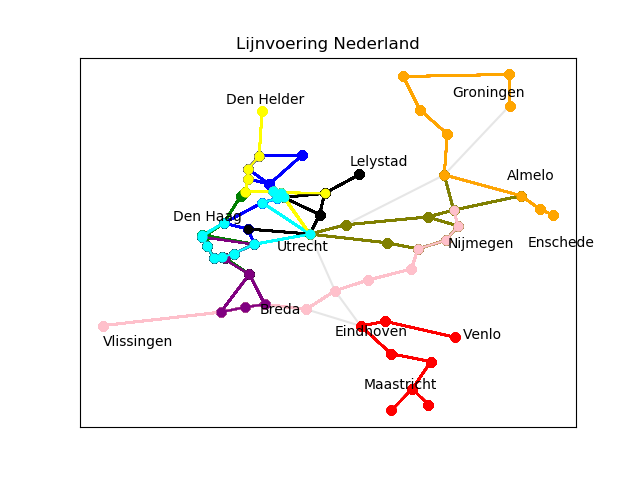 Lijnvoering Nederland
Den Helder
Groningen
Lelystad
Almelo
Den Haag
Utrecht
Nijmegen
Enschede
Breda
Eindhoven
Venlo
Vlissingen
Maastricht